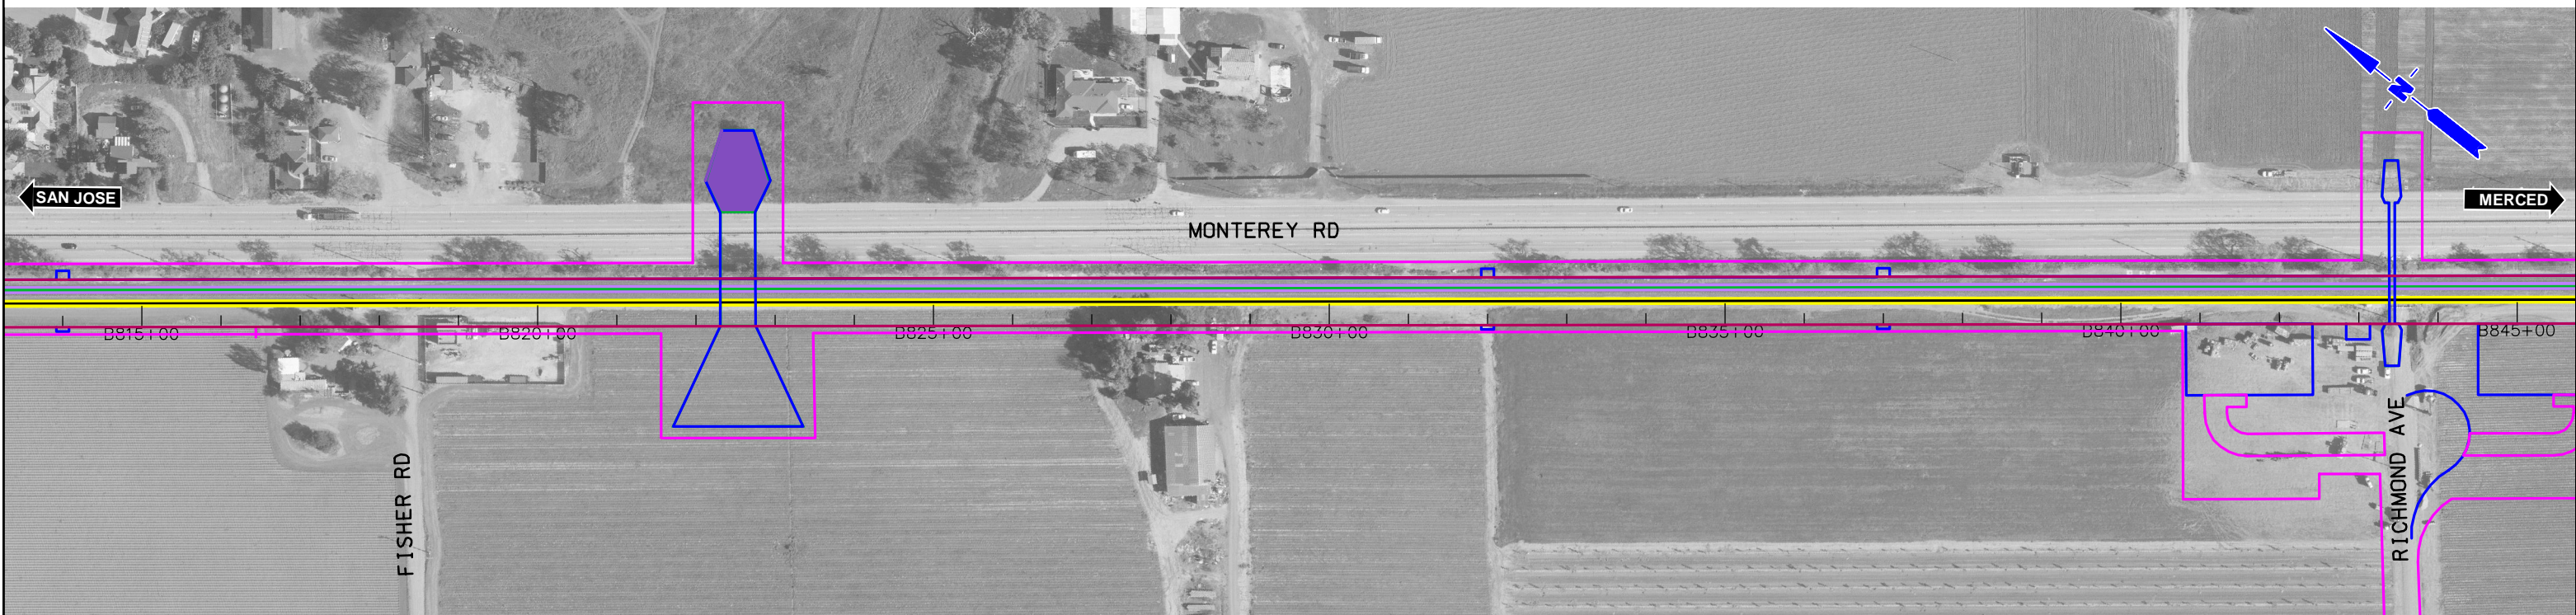 N
SAN JOSE
MERCED
MONTEREY RD
B815+00
B820+00
B825+00
B830+00
B835+00
B840+00
B845+00
FISHER RD
RICHMOND AVE